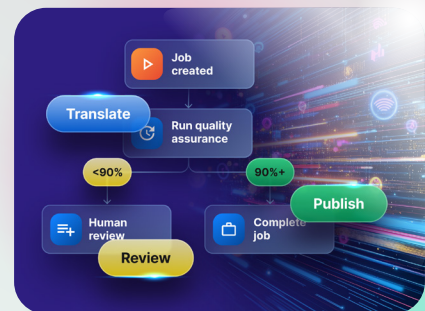 Job
created
Translate
Run quality
assurance
<90%
90%+
Publish
Human
review
Complete
job
Review